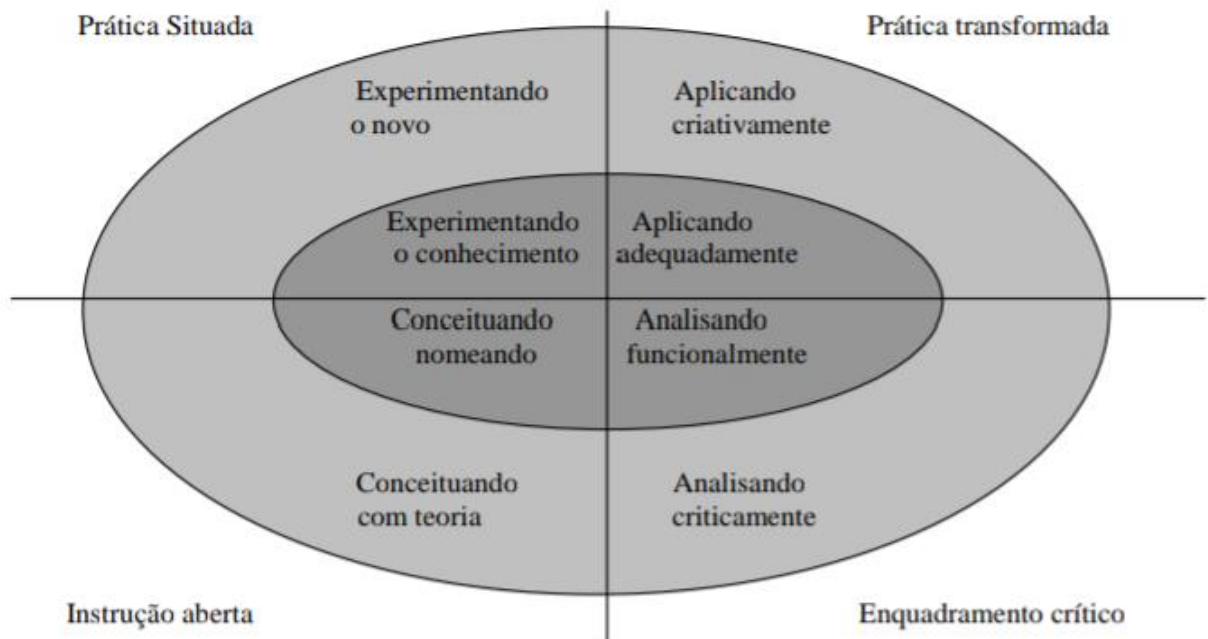 Prática Situada
Prática transformada
Experimentando
o novo
Aplicando
criativamente
Experimentando
o conhecimento
Aplicando
adequadamente
Conceituando
nomeando
Analisando
funcionalmente
Conceituando
com teoria
Analisando
criticamente
Instrução aberta
Enquadramento crítico